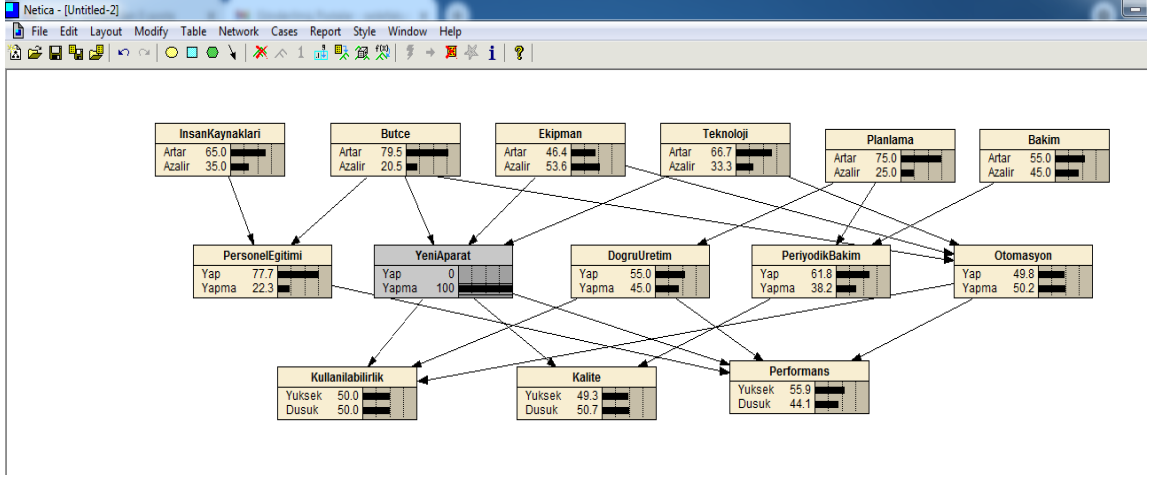 Netica - [Untitled-2]
File Edit Layout Modify Table Network Cases Report Style Window Help
InsanKaynaklari
Artar 65.0
Azalir 35.0
Butce
Artar 79.5
Azalir 20.5
Ekipman
Artar 46.4
Azalir 53.6
Teknoloji
Artar 66.7
Azalir 33.3
Planlama
Artar 75.0
Azalir 25.0
Bakim
Artar 55.0
Azalir 45.0
PersonelEgitimi
Yap 77.7
Yapma 22.3
YeniAparat
Yap 0
Yapma 100
DogruUretim
Yap 55.0
Yapma 45.0
PeriyodikBakim
Yap 61.8
Yapma 38.2
Otomasyon
Yap 49.8
Yapma 50.2
Kullanilabilirlik
Yuksek 50.0
Dusuk 50.0
Kalite
Yuksek 49.3
Dusuk 50.7
Performans
Yuksek 55.9
Dusuk 44.1